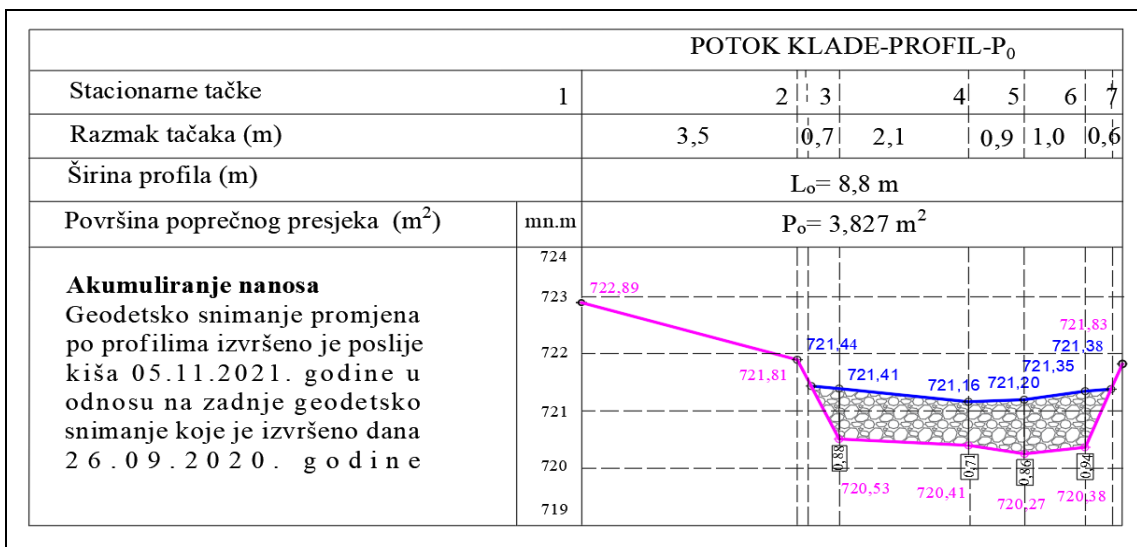 POTOK KLADE-PROFIL-P₀
Stacionarne tačke 1 2 3 4 5 6 7
Razmak tačaka (m) 3,5 0,7 2,1 0,9 1,0 0,6
Širina profila (m) Lₒ= 8,8 m
Površina poprečnog presjeka (m²) mn.m Pₒ= 3,827 m²
Akumuliranje nanosa
Geodetsko snimanje promjena
po profilima izvršeno je poslije
kiša 05.11.2021. godine u
odnosu na zadnje geodetsko
snimanje koje je izvršeno dana
26.09.2020. godine
724
723
722
721
720
719
722,89
721,81
721,44
721,41
721,16
721,20
721,35
721,38
721,83
0,88
0,71
0,86
0,94
720,53
720,41
720,27
720,38